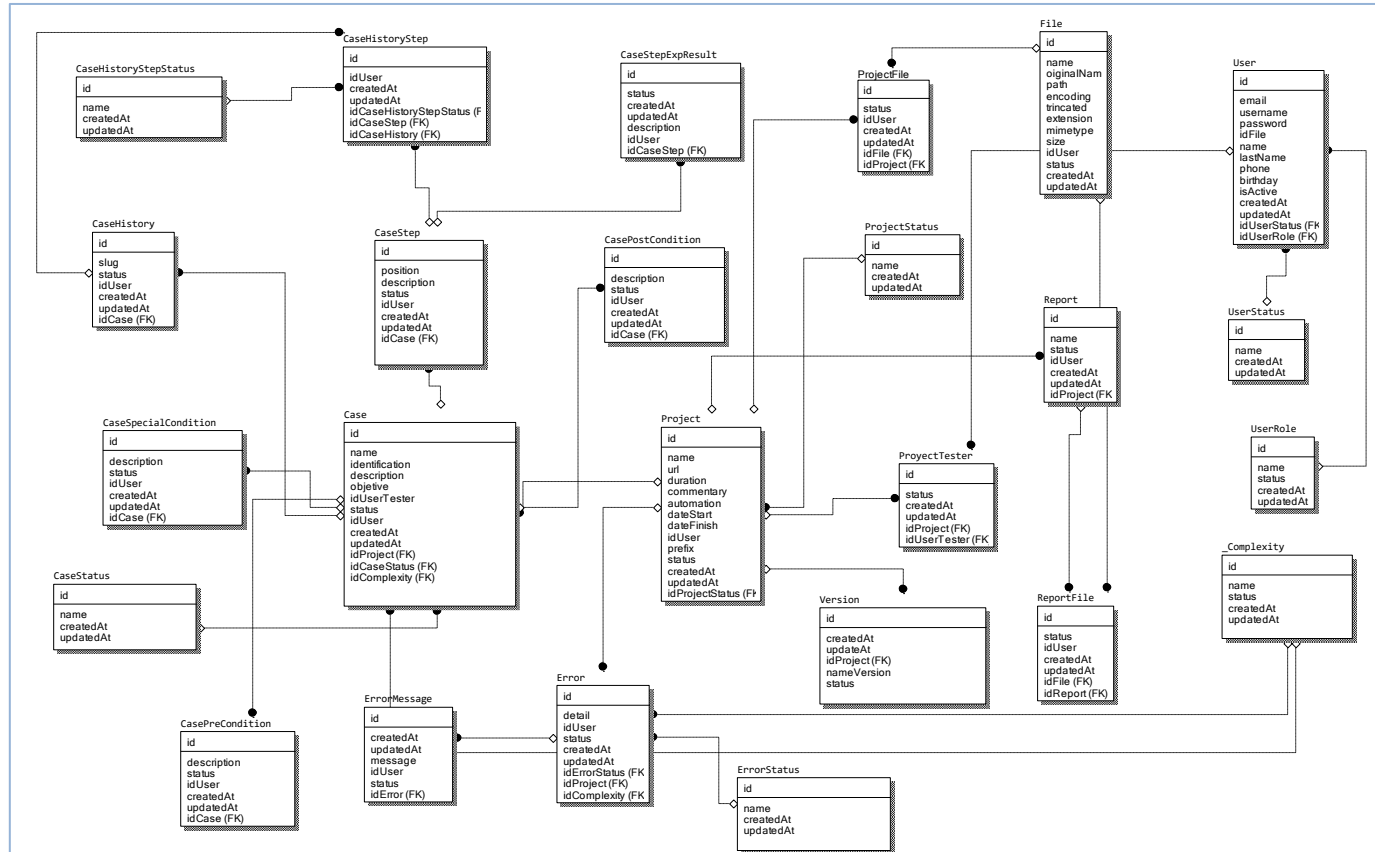 CaseHistoryStep
id
idUser
createdAt
updatedAt
idCaseHistoryStepStatus (F
idCaseStep (FK)
idCaseHistory (FK)
CaseHistoryStepStatus
id
name
createdAt
updatedAt
CaseStepExpResult
id
status
createdAt
updatedAt
description
idUser
idCaseStep (FK)
ProjectFile
id
status
idUser
createdAt
updatedAt
idFile (FK)
idProject (FK
File
id
name
oiginalNam
path
encoding
trincated
extension
mimetype
size
idUser
status
createdAt
updatedAt
User
id
email
username
password
idFile
name
lastName
phone
birthday
isActive
createdAt
updatedAt
idUserStatus (FK
idUserRole (FK)
CaseHistory
id
slug
status
idUser
createdAt
updatedAt
idCase (FK)
CaseStep
id
position
description
status
idUser
createdAt
updatedAt
idCase (FK)
CasePostCondition
id
description
status
idUser
createdAt
updatedAt
idCase (FK)
ProjectStatus
id
name
createdAt
updatedAt
Report
id
name
status
idUser
createdAt
updatedAt
idProject (FK
UserStatus
id
name
createdAt
updatedAt
CaseSpecialCondition
id
description
status
idUser
createdAt
updatedAt
idCase (FK)
Case
id
name
identification
description
objetive
idUserTester
status
idUser
createdAt
updatedAt
idProject (FK)
idCaseStatus (FK)
idComplexity (FK)
Project
id
name
url
duration
commentary
automation
dateStart
dateFinish
idUser
prefix
status
createdAt
updatedAt
idProjectStatus (FK
ProyectTester
id
status
createdAt
updatedAt
idProject (FK)
idUserTester (FK
UserRole
id
name
status
createdAt
updatedAt
_Complexity
id
name
status
createdAt
updatedAt
CaseStatus
id
name
createdAt
updatedAt
Version
id
createdAt
updateAt
idProject (FK)
nameVersion
status
ReportFile
id
status
idUser
createdAt
updatedAt
idFile (FK)
idReport (FK)
CasePreCondition
id
description
status
idUser
createdAt
updatedAt
idCase (FK)
ErrorMessage
id
createdAt
updatedAt
message
idUser
status
idError (FK)
Error
id
detail
idUser
status
createdAt
updatedAt
idErrorStatus (FK
idProject (FK)
idComplexity (FK)
ErrorStatus
id
name
createdAt
updatedAt